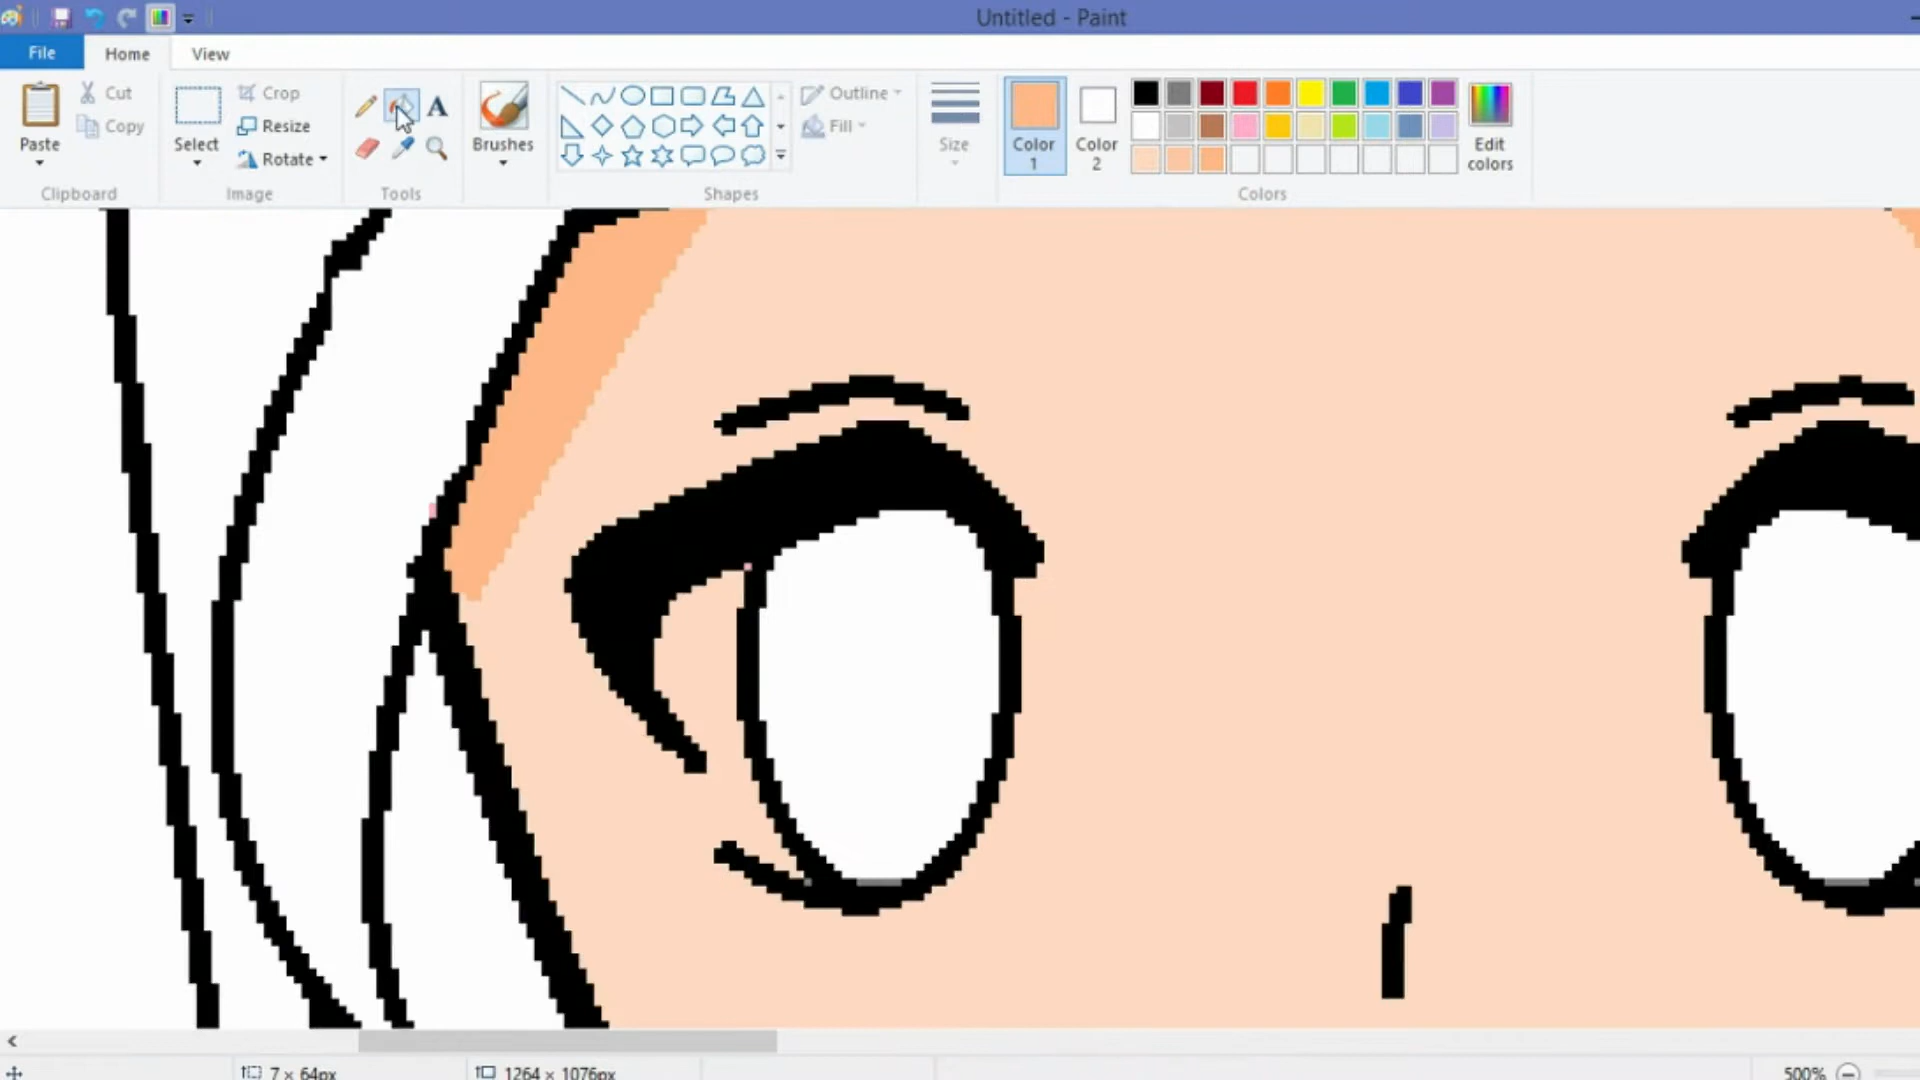 Untitled - Paint
File
Home
View
Paste
Cut
Copy
Clipboard
Select
Crop
Resize
Rotate
Image
A
Tools
Brushes
Shapes
Outline
Fill
Size
Color
1
Color
2
Colors
Edit
colors
7 × 64px
1264 × 1076px
500%